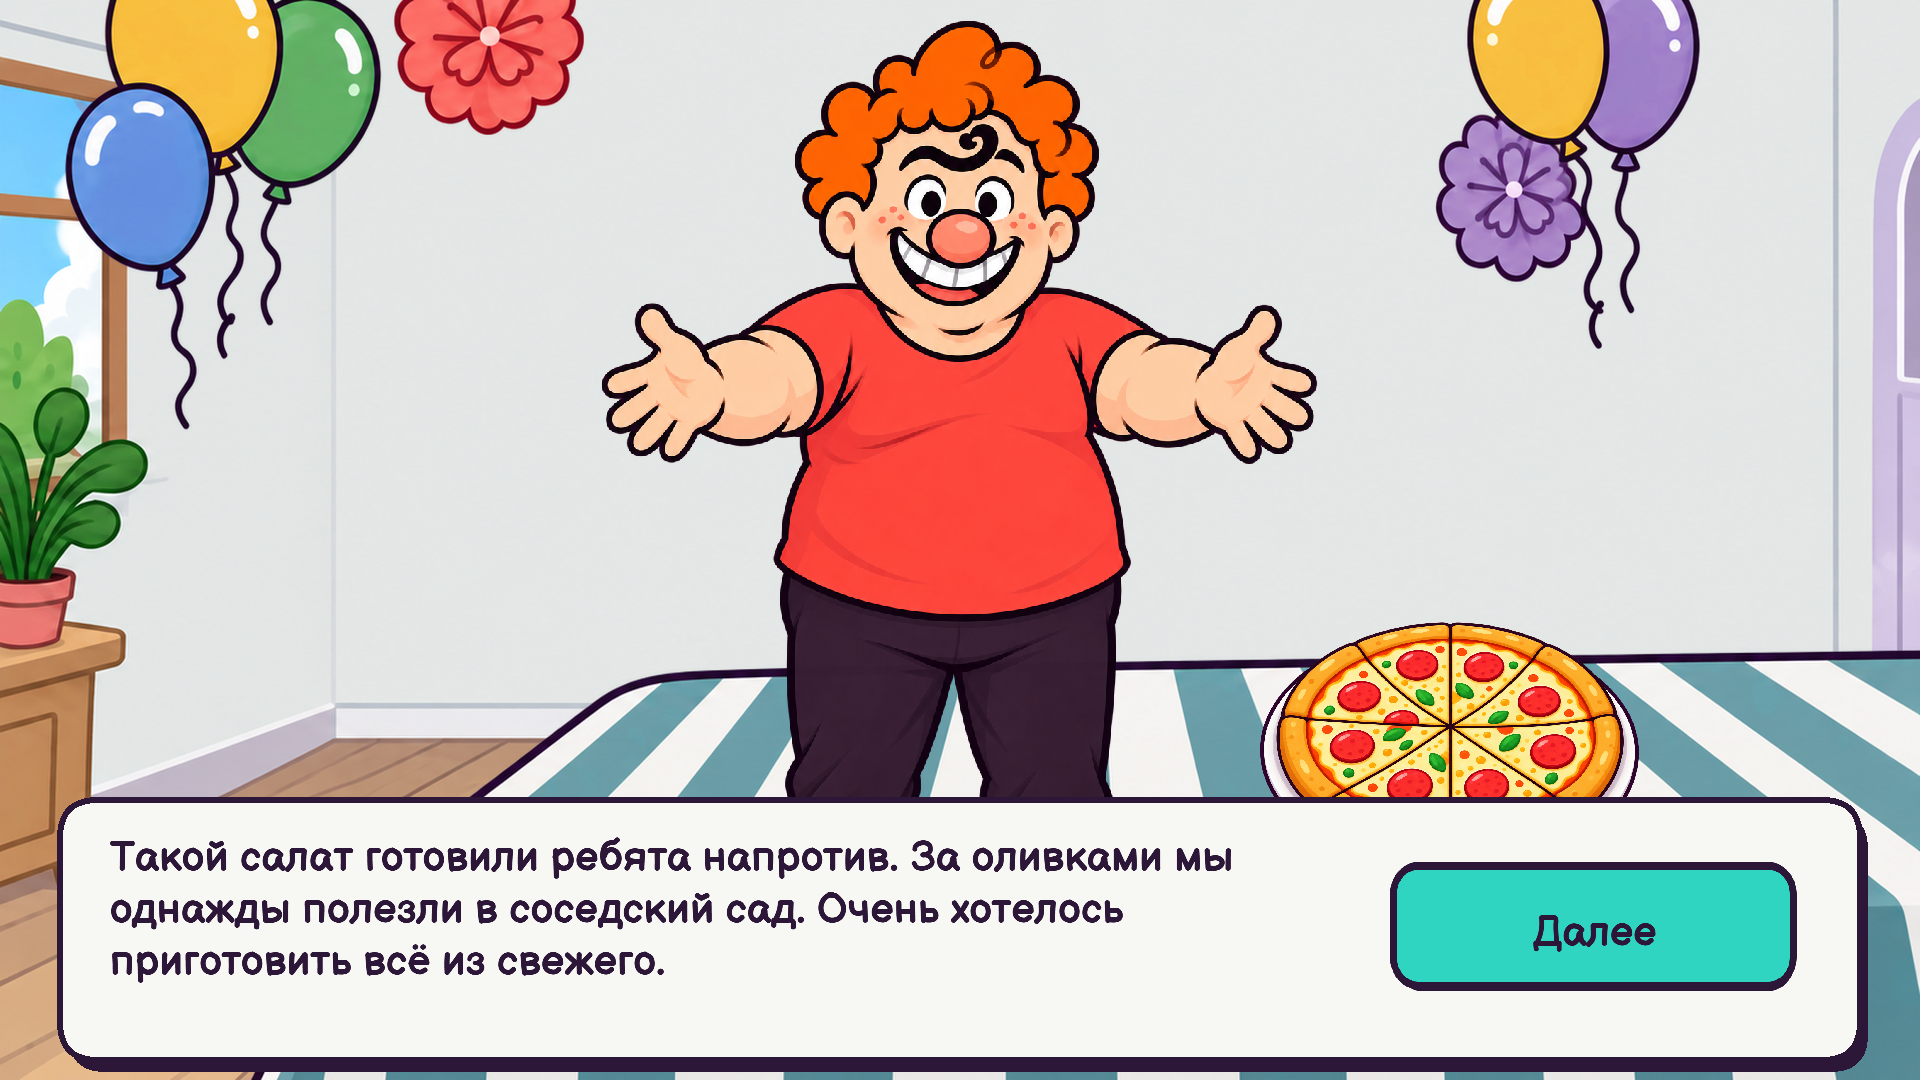 Такой салат готовили ребята напротив. За оливками мы
однажды полезли в соседский сад. Очень хотелось
приготовить всё из свежего.
Далее